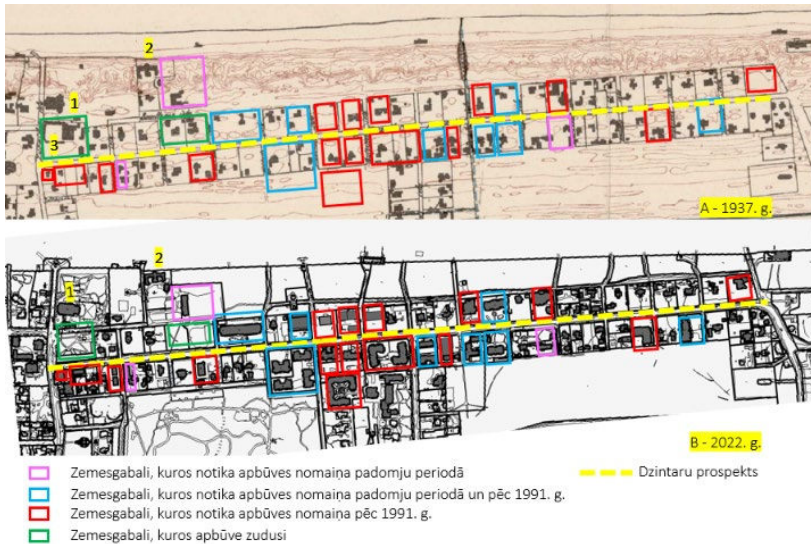 2
1
3
A - 1937. g.
2
1
B - 2022. g.
Zemesgabali, kuros notika apbūves nomaiņa padomju periodā
Dzintaru prospekts
Zemesgabali, kuros notika apbūves nomaiņa padomju periodā un pēc 1991. g.
Zemesgabali, kuros notika apbūves nomaiņa pēc 1991. g.
Zemesgabali, kuros apbūve zudusi